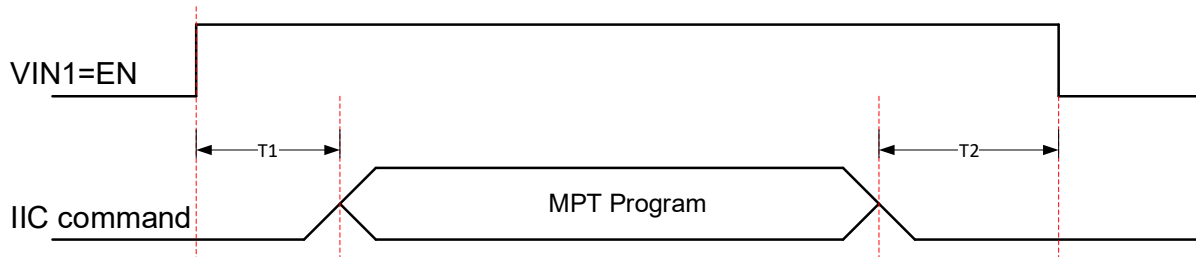 VIN1=EN
T1
T2
IIC command
MPT Program